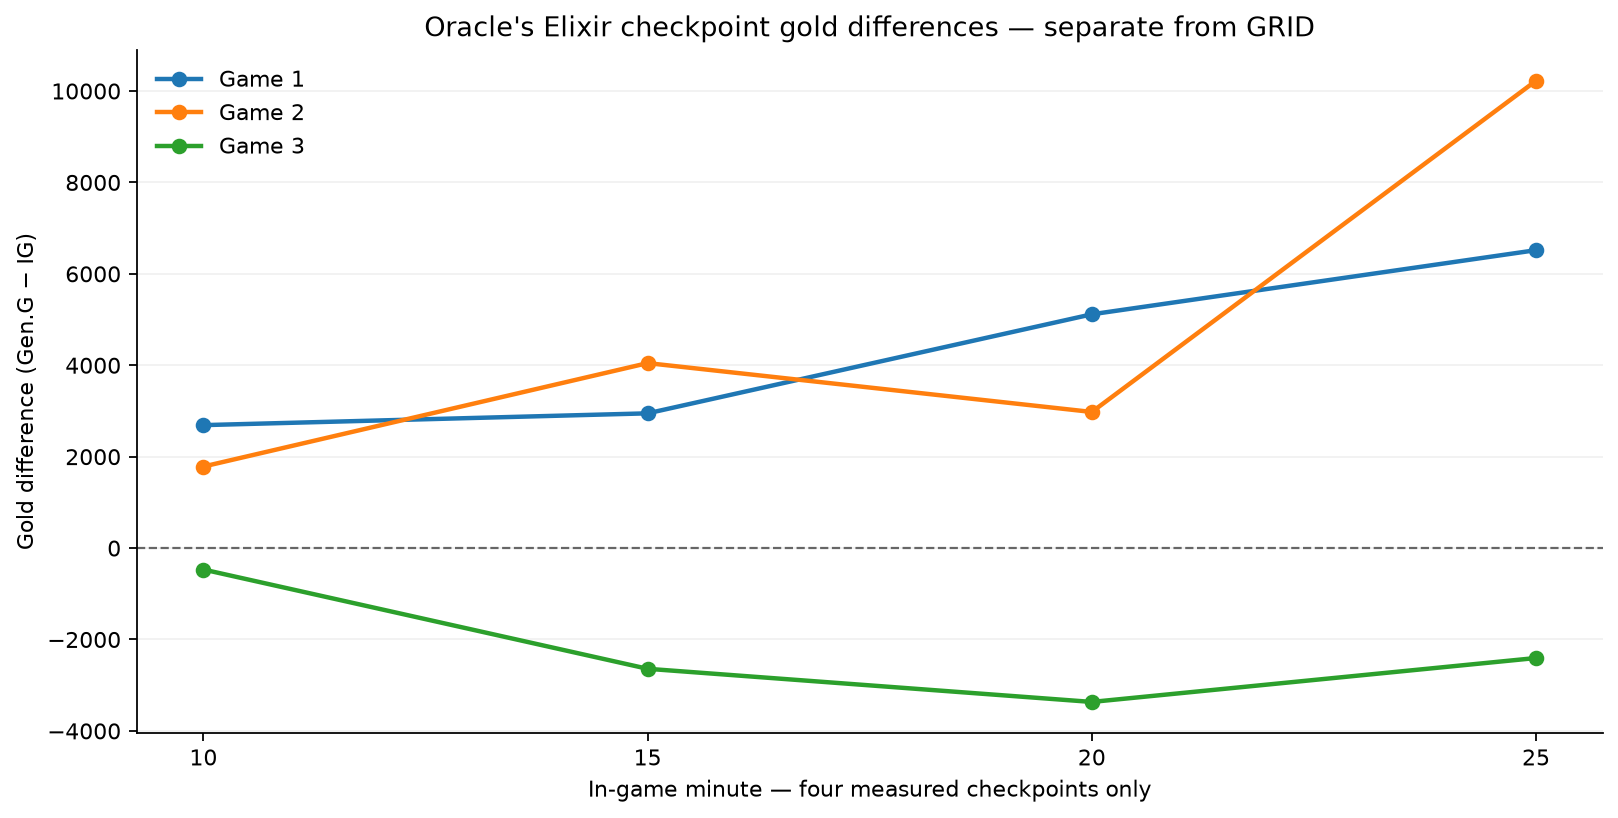 Oracle's Elixir checkpoint gold differences — separate from GRID
Game 1
Game 2
Game 3
Gold difference (Gen.G − IG)
10000
8000
6000
4000
2000
0
−2000
−4000
10
15
20
25
In-game minute — four measured checkpoints only